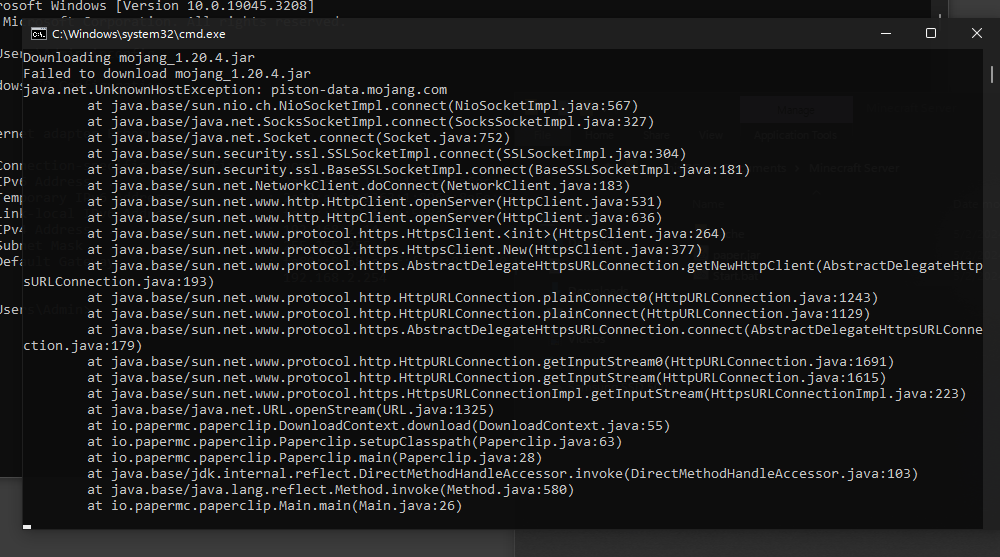 rosoft Windows [Version 10.0.19045.3208]
C:\Windows\system32\cmd.exe
Downloading mojang_1.20.4.jar
Failed to download mojang_1.20.4.jar
java.net.UnknownHostException: piston-data.mojang.com
at java.base/sun.nio.ch.NioSocketImpl.connect(NioSocketImpl.java:567)
at java.base/java.net.SocksSocketImpl.connect(SocksSocketImpl.java:327)
at java.base/java.net.Socket.connect(Socket.java:752)
at java.base/sun.security.ssl.SSLSocketImpl.connect(SSLSocketImpl.java:304)
at java.base/sun.security.ssl.BaseSSLSocketImpl.connect(BaseSSLSocketImpl.java:181)
at java.base/sun.net.NetworkClient.doConnect(NetworkClient.java:183)
at java.base/sun.net.www.http.HttpClient.openServer(HttpClient.java:531)
at java.base/sun.net.www.http.HttpClient.openServer(HttpClient.java:636)
at java.base/sun.net.www.protocol.https.HttpsClient.<init>(HttpsClient.java:264)
at java.base/sun.net.www.protocol.https.HttpsClient.New(HttpsClient.java:377)
at java.base/sun.net.www.protocol.https.AbstractDelegateHttpsURLConnection.getNewHttpClient(AbstractDelegateHttp
sURLConnection.java:193)
at java.base/sun.net.www.protocol.http.HttpURLConnection.plainConnect0(HttpURLConnection.java:1243)
at java.base/sun.net.www.protocol.http.HttpURLConnection.plainConnect(HttpURLConnection.java:1129)
at java.base/sun.net.www.protocol.https.AbstractDelegateHttpsURLConnection.connect(AbstractDelegateHttpsURLConne
ction.java:179)
at java.base/sun.net.www.protocol.http.HttpURLConnection.getInputStream0(HttpURLConnection.java:1691)
at java.base/sun.net.www.protocol.http.HttpURLConnection.getInputStream(HttpURLConnection.java:1615)
at java.base/sun.net.www.protocol.https.HttpsURLConnectionImpl.getInputStream(HttpsURLConnectionImpl.java:223)
at java.base/java.net.URL.openStream(URL.java:1325)
at io.papermc.paperclip.DownloadContext.download(DownloadContext.java:55)
at io.papermc.paperclip.Paperclip.setupClasspath(Paperclip.java:63)
at io.papermc.paperclip.Paperclip.main(Paperclip.java:28)
at java.base/jdk.internal.reflect.DirectMethodHandleAccessor.invoke(DirectMethodHandleAccessor.java:103)
at java.base/java.lang.reflect.Method.invoke(Method.java:580)
at io.papermc.paperclip.Main.main(Main.java:26)